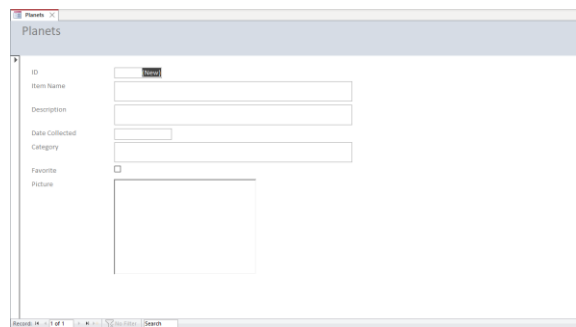 Planets
Planets
ID (New)
Item Name
Description
Date Collected
Category
Favorite
Picture
Record: 1 of 1 No Filter Search